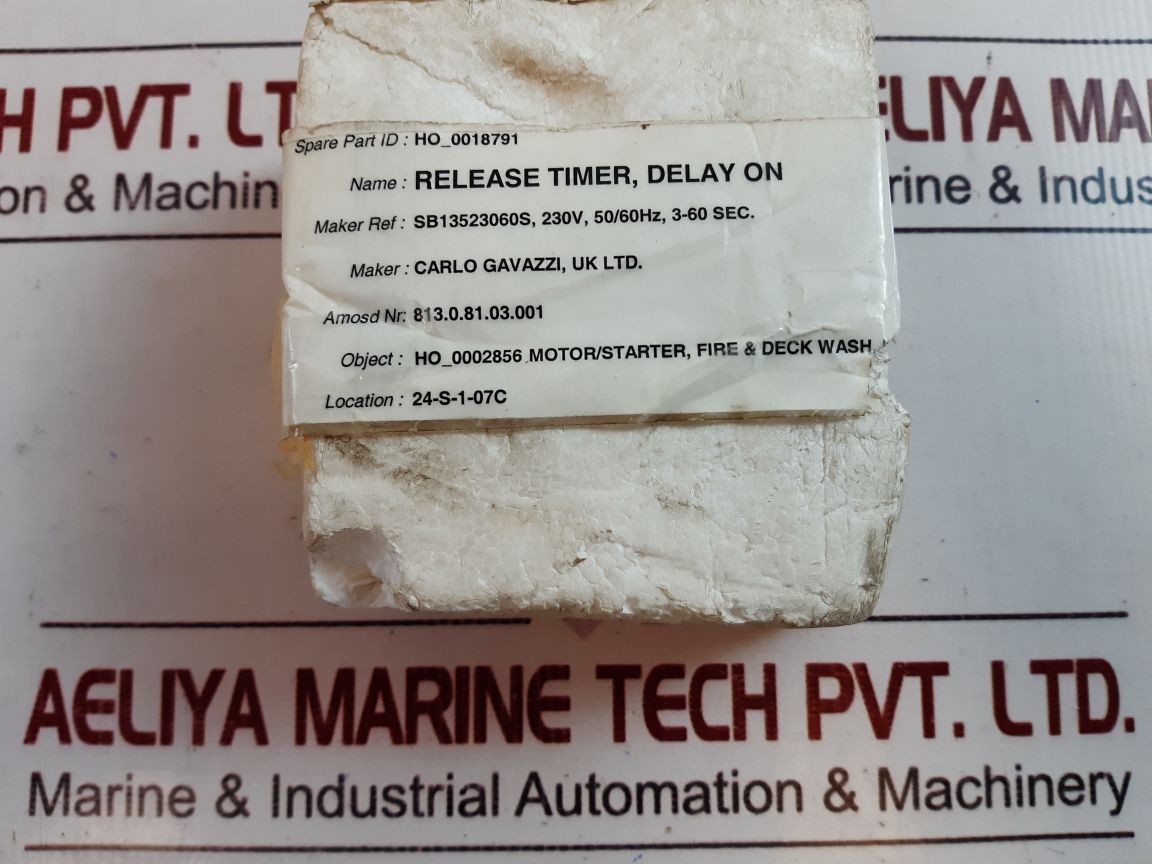 H PVT. LT
on & Machin
ELIYA MA
rine & Indus
Spare Part ID : HO_0018791
Name : RELEASE TIMER, DELAY ON
Maker Ref : SB13523060S, 230V, 50/60Hz, 3-60 SEC.
Maker : CARLO GAVAZZI, UK LTD.
Amosd Nr: 813.0.81.03.001
Object : HO_0002856 MOTOR/STARTER, FIRE & DECK WASH
Location : 24-S-1-07C
AELIYA MARINE TECH PVT. LTD.
Marine & Industrial Automation & Machinery